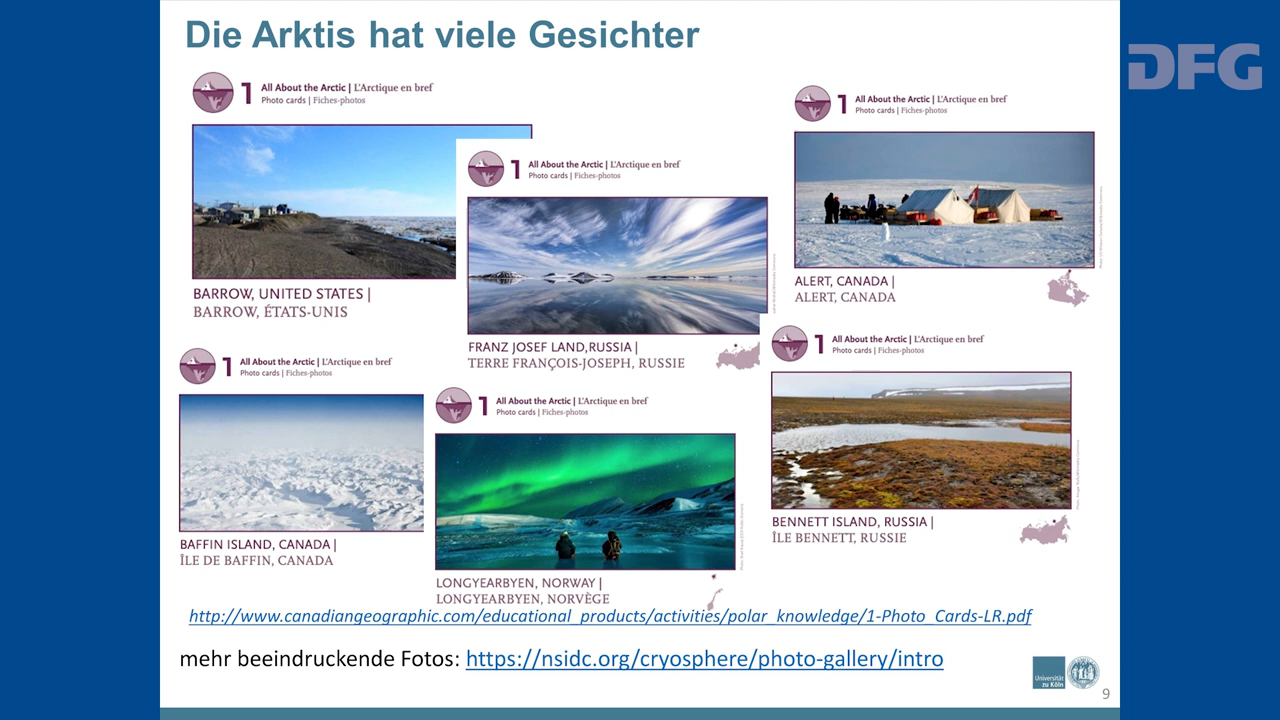 Die Arktis hat viele Gesichter
DFG
1 All About the Arctic | L'Arctique en bref
Photo cards | Fiches-photos
BARROW, UNITED STATES |
BARROW, ÉTATS-UNIS
1 All About the Arctic | L'Arctique en bref
Photo cards | Fiches-photos
FRANZ JOSEF LAND,RUSSIA |
TERRE FRANÇOIS-JOSEPH, RUSSIE
1 All About the Arctic | L'Arctique en bref
Photo cards | Fiches-photos
ALERT, CANADA |
ALERT, CANADA
1 All About the Arctic | L'Arctique en bref
Photo cards | Fiches-photos
BAFFIN ISLAND, CANADA |
ÎLE DE BAFFIN, CANADA
1 All About the Arctic | L'Arctique en bref
Photo cards | Fiches-photos
LONGYEARBYEN, NORWAY |
LONGYEARBYEN, NORVÈGE
1 All About the Arctic | L'Arctique en bref
Photo cards | Fiches-photos
BENNETT ISLAND, RUSSIA |
ÎLE BENNETT, RUSSIE
http://www.canadiangeographic.com/educational_products/activities/polar_knowledge/1-Photo_Cards-LR.pdf
mehr beeindruckende Fotos: https://nsidc.org/cryosphere/photo-gallery/intro
Universität
zu Köln
9